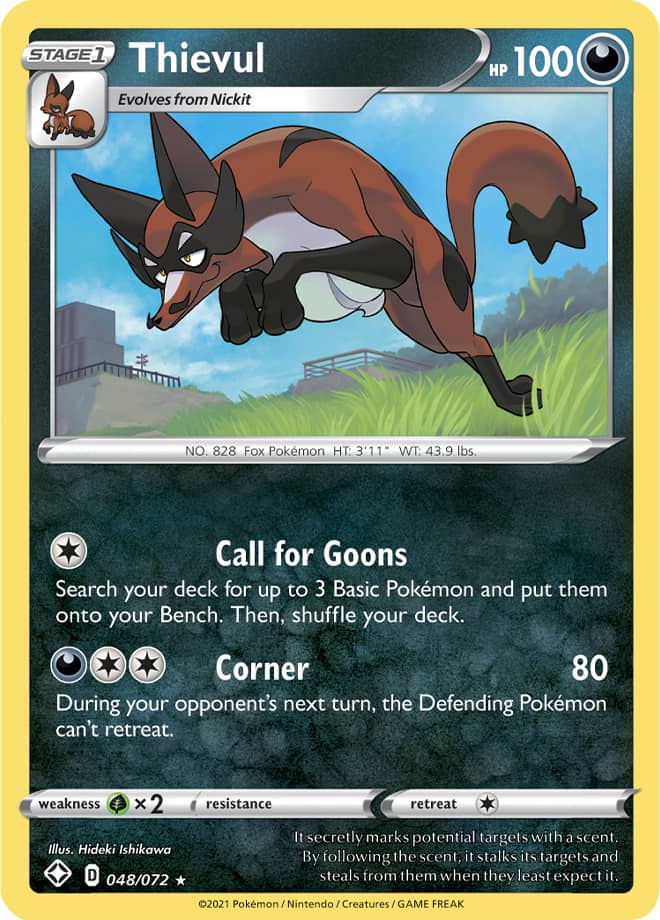 STAGE 1
Thievul
HP 100
Evolves from Nickit
NO. 828 Fox Pokémon HT: 3'11" WT: 43.9 lbs.
Call for Goons
Search your deck for up to 3 Basic Pokémon and put them
onto your Bench. Then, shuffle your deck.
Corner 80
During your opponent's next turn, the Defending Pokémon
can't retreat.
weakness ×2 resistance retreat
Illus. Hideki Ishikawa
It secretly marks potential targets with a scent.
By following the scent, it stalks its targets and
steals from them when they least expect it.
D 048/072 ★
©2021 Pokémon / Nintendo / Creatures / GAME FREAK